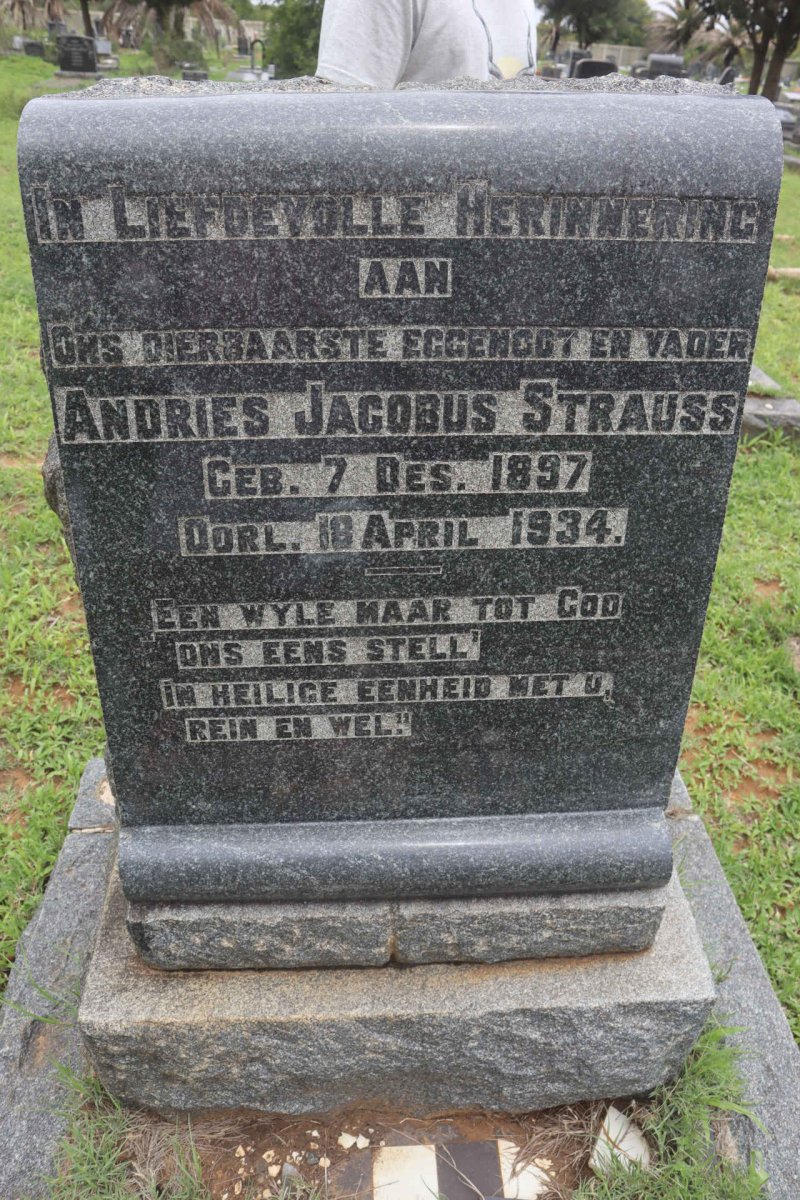 IN LIEFDEVOLLE HERINNERING
AAN
ONS DIERBAARSTE EGGENOOT EN VADER
ANDRIES JACOBUS STRAUSS
GEB. 7 DES. 1897
OORL. APRIL 1934.
EEN WYLE MAAR TOT GOD
ONS EENS STELL'
IN HEILIGE EENHEID MET U,
REIN EN WEL."